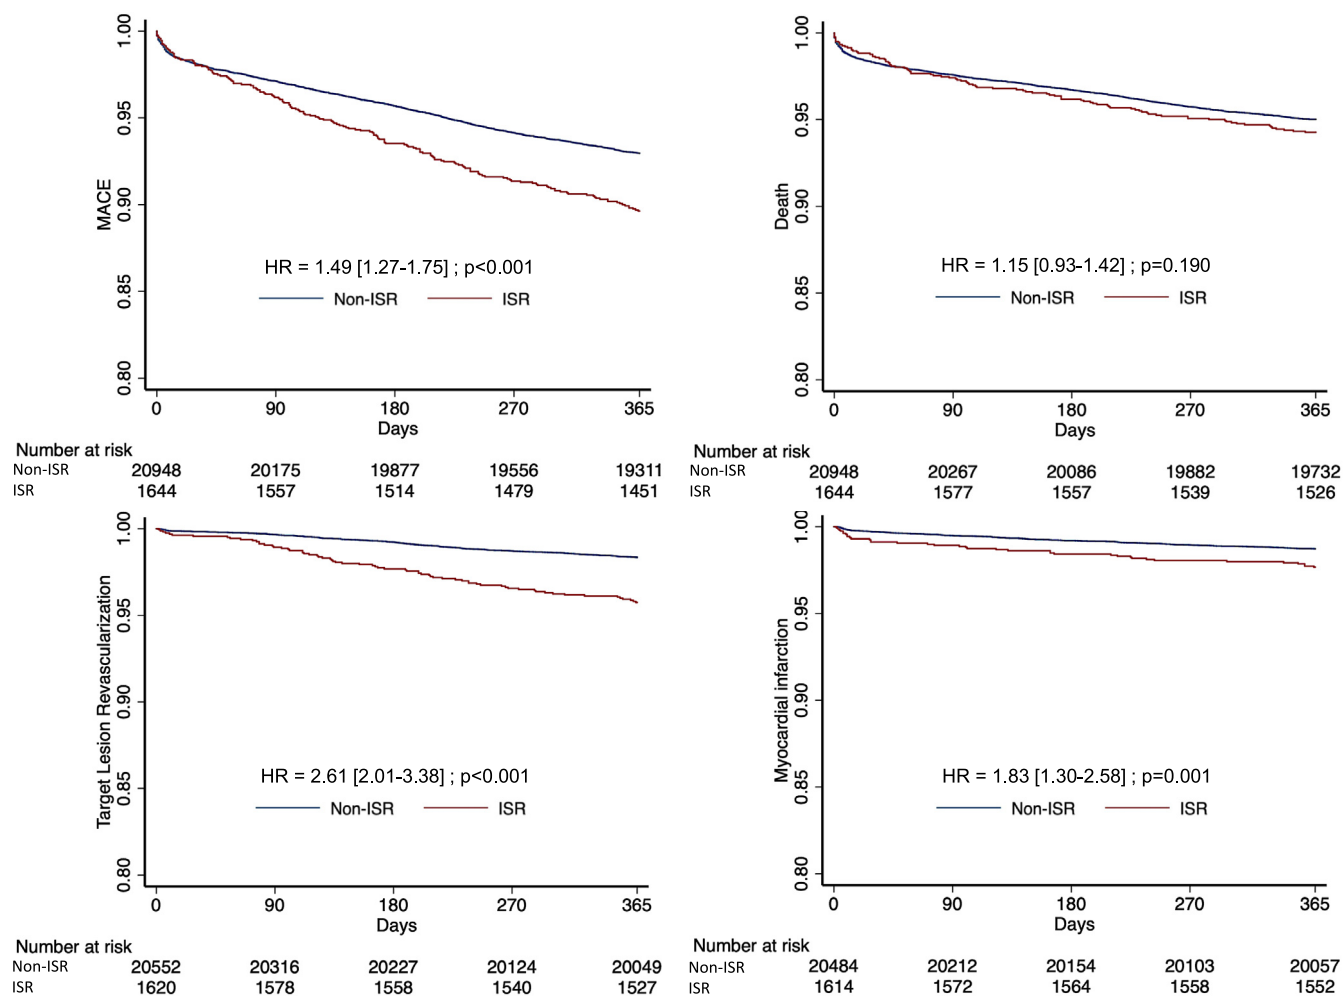 MACE
1.00
0.95
0.90
0.85
0.80
HR = 1.49 [1.27-1.75] ; p<0.001
Non-ISR ISR
0 90 180 270 365
Days
Number at risk
Non-ISR 20948 20175 19877 19556 19311
ISR 1644 1557 1514 1479 1451
Death
1.00
0.95
0.90
0.85
0.80
HR = 1.15 [0.93-1.42] ; p=0.190
Non-ISR ISR
0 90 180 270 365
Days
Number at risk
Non-ISR 20948 20267 20086 19882 19732
ISR 1644 1577 1557 1539 1526
Target Lesion Revascularization
1.00
0.95
0.90
0.85
0.80
HR = 2.61 [2.01-3.38] ; p<0.001
Non-ISR ISR
0 90 180 270 365
Days
Number at risk
Non-ISR 20552 20316 20227 20124 20049
ISR 1620 1578 1558 1540 1527
Myocardial infarction
1.00
0.95
0.90
0.85
0.80
HR = 1.83 [1.30-2.58] ; p=0.001
Non-ISR ISR
0 90 180 270 365
Days
Number at risk
Non-ISR 20484 20212 20154 20103 20057
ISR 1614 1572 1564 1558 1552